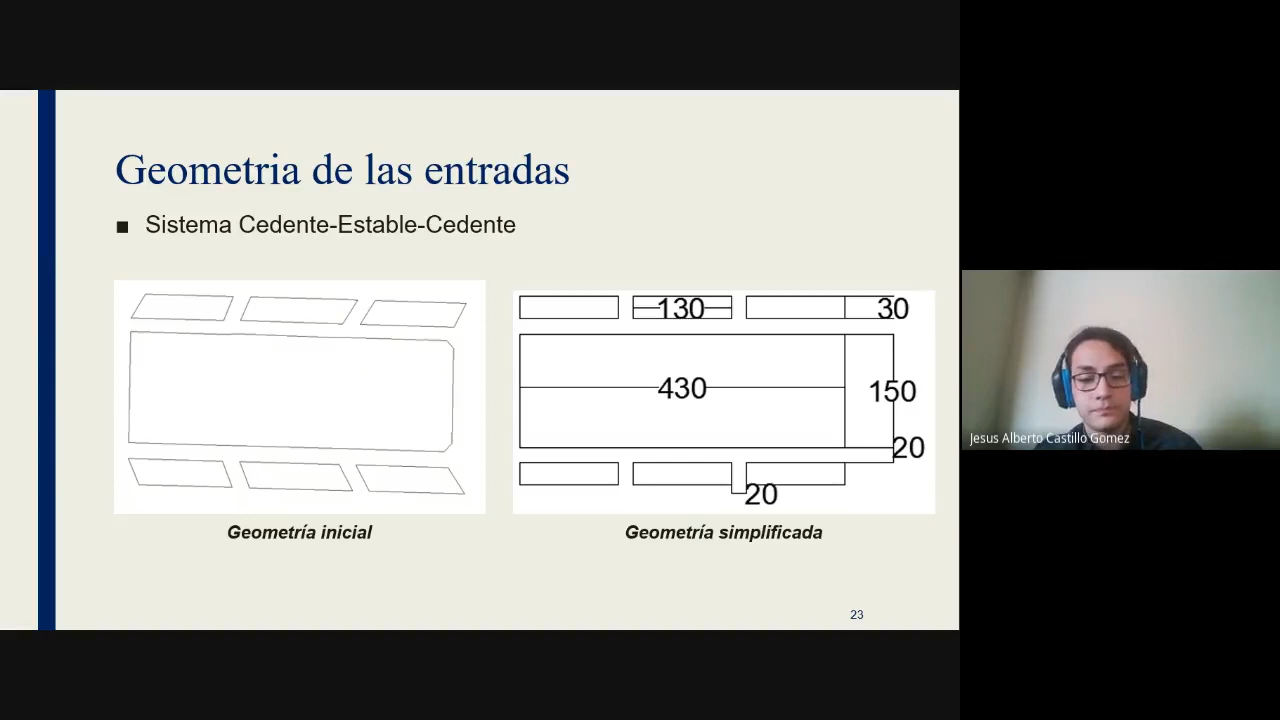 Geometria de las entradas
■ Sistema Cedente-Estable-Cedente
130
30
430
150
20
20
Geometría inicial
Geometría simplificada
23
Jesus Alberto Castillo Gomez